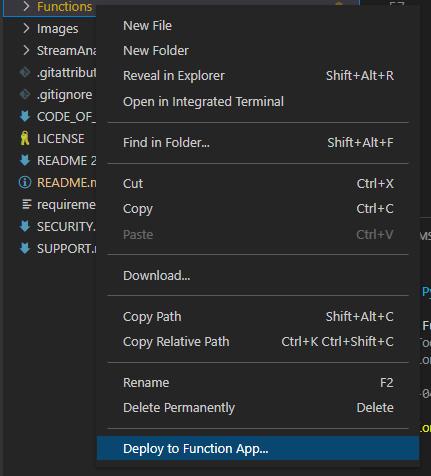 Functions
Images
StreamAna
.gitattribut
.gitignore
CODE_OF_
LICENSE
README 2
README.m
requireme
SECURITY.
SUPPORT.r
New File
New Folder
Reveal in Explorer Shift+Alt+R
Open in Integrated Terminal
Find in Folder... Shift+Alt+F
Cut Ctrl+X
Copy Ctrl+C
Paste Ctrl+V
Download...
Copy Path Shift+Alt+C
Copy Relative Path Ctrl+K Ctrl+Shift+C
Rename F2
Delete Permanently Delete
Deploy to Function App...